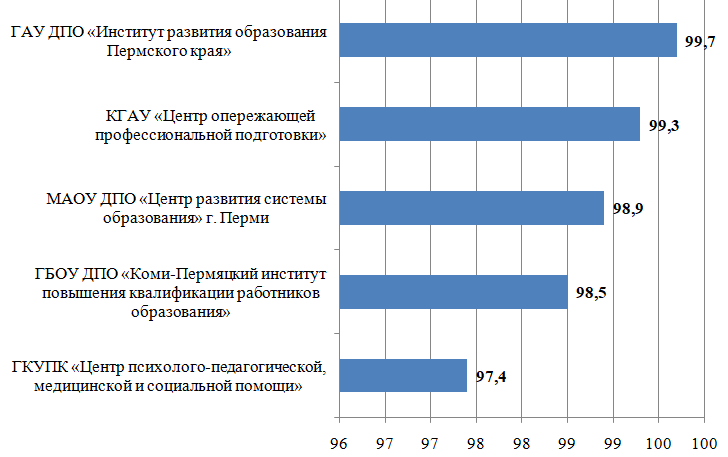 ГАУ ДПО «Институт развития образования
Пермского края»
99,7
КГАУ «Центр опережающей
профессиональной подготовки»
99,3
МАОУ ДПО «Центр развития системы
образования» г. Перми
98,9
ГБОУ ДПО «Коми-Пермяцкий институт
повышения квалификации работников
образования»
98,5
ГКУПК «Центр психолого-педагогической,
медицинской и социальной помощи»
97,4
96 97 97 98 98 99 99 100 100